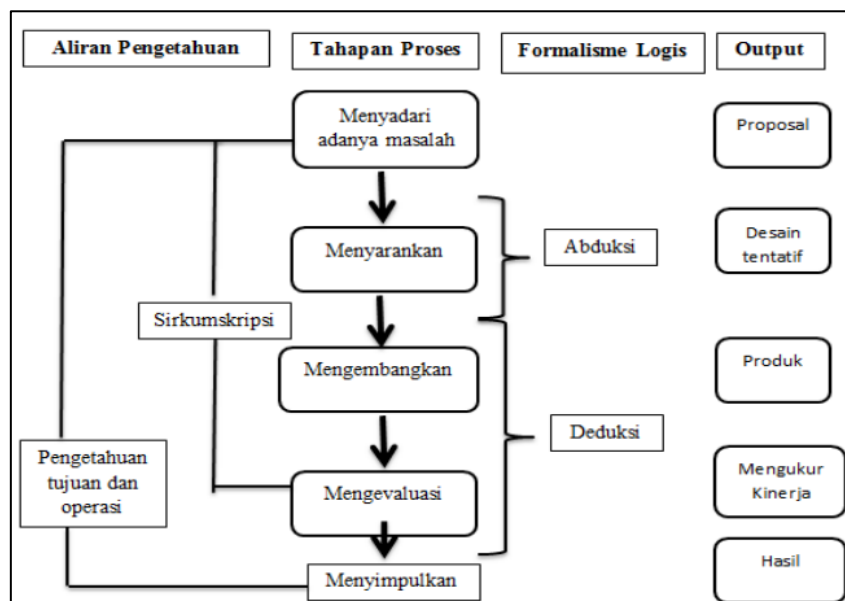 Aliran Pengetahuan
Tahapan Proses
Formalisme Logis
Output
Menyadari
adanya masalah
Proposal
Menyarankan
Abduksi
Desain
tentatif
Sirkumskripsi
Mengembangkan
Produk
Deduksi
Pengetahuan
tujuan dan
operasi
Mengevaluasi
Mengukur
Kinerja
Menyimpulkan
Hasil